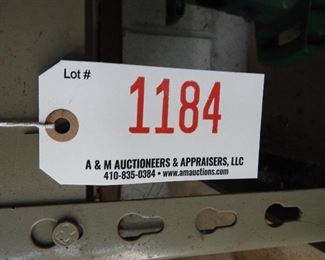 Lot #
1184
A & M AUCTIONEERS & APPRAISERS, LLC
410-835-0384 • www.amauctions.com